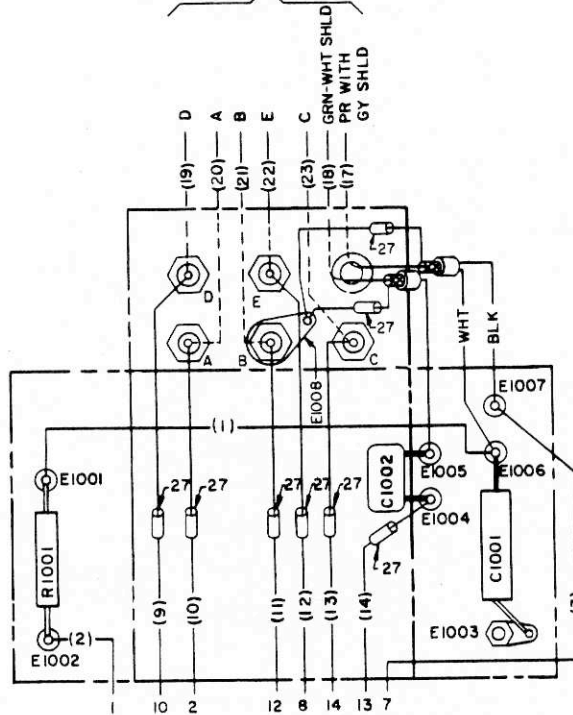 D
A
B
E
C
GRN-WHT SHLD
PR WITH
GY SHLD
(19)
(20)
(21)
(22)
(23)
(18)
(17)
27
D
E
27
A
B
C
E1008
WHT
BLK
E1007
(1)
E1001
C1002
E1005
E1006
27
27
27
27
27
E1004
R1001
27
C1001
(9)
(10)
(11)
(12)
(13)
(14)
E1003
(2)
E1002
1
10
2
12
8
14
13
7